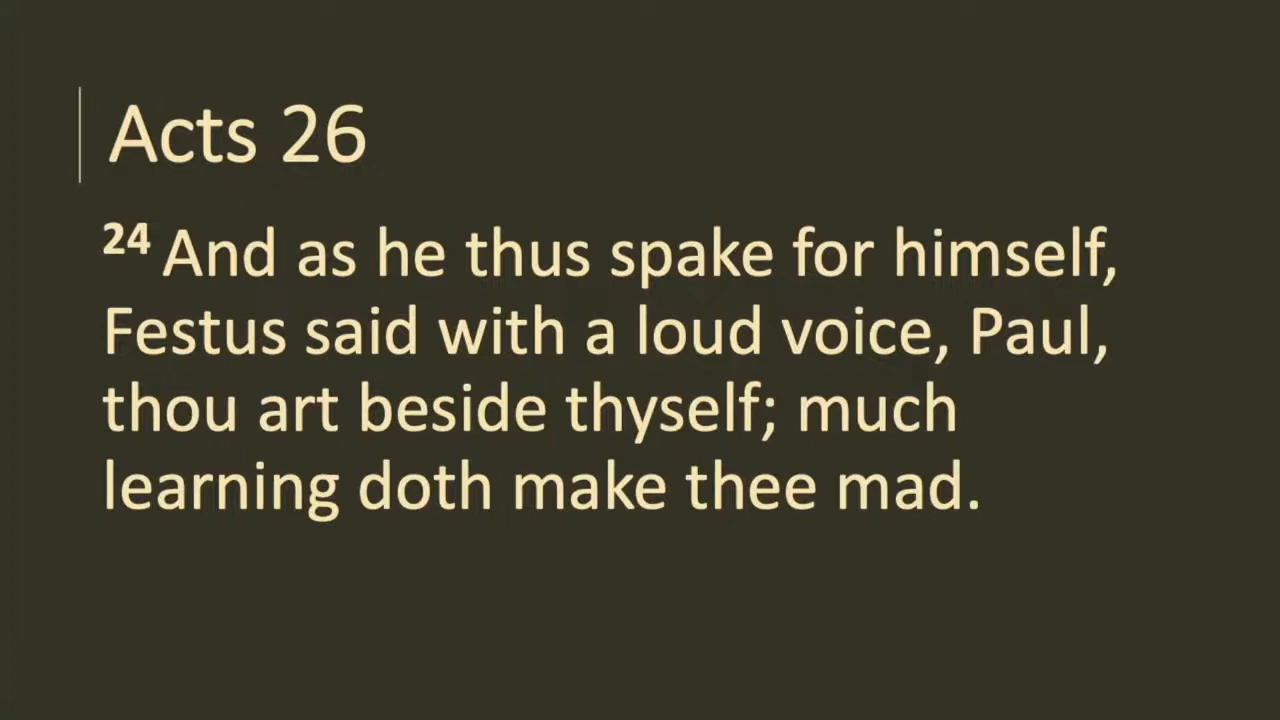 Acts 26
24 And as he thus spake for himself,
Festus said with a loud voice, Paul,
thou art beside thyself; much
learning doth make thee mad.